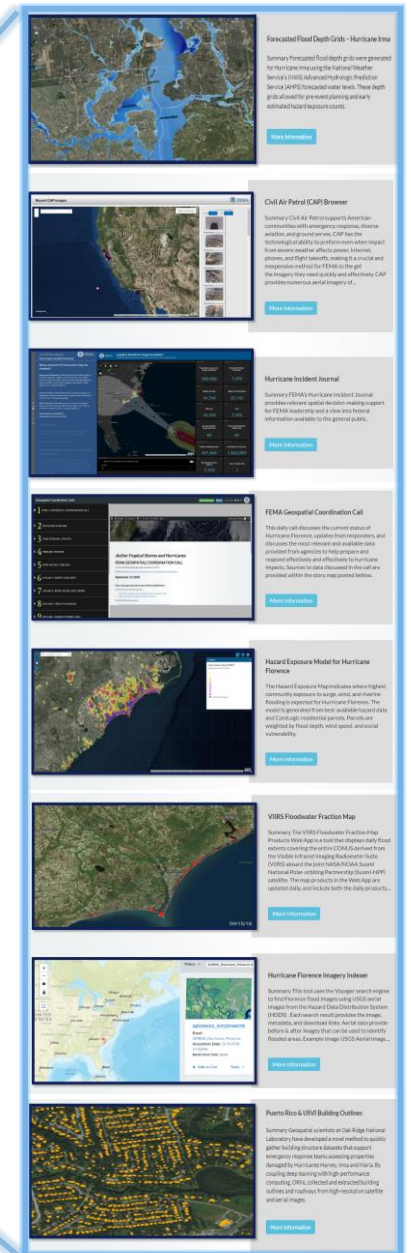 Forecasted Flood Depth Grids – Hurricane Irma
Summary Forecasted flood depth grids were generated
for Hurricane Irma using the National Weather
Service's (NWS) Advanced Hydrologic Prediction
Service (AHPS) forecasted water levels. These depth
grids allowed for pre-event planning and early
estimated hazard exposure counts.
More Information
Civil Air Patrol (CAP) Browser
Summary Civil Air Patrol supports American
communities with emergency response, diverse
aviation, and ground serves. CAP has the
technological ability to preform even when impact
from severe weather affects power, internet,
phones, and flight takeoffs, making it a crucial and
inexpensive method for FEMA to the get
the imagery they need quickly and effectively. CAP
provides numerous aerial imagery of...
More Information
Hurricane Incident Journal
Summary FEMA's Hurricane Incident Journal
provides relevant spatial decision-making support
for FEMA leadership and a view into federal
information available to the general public.
More Information
Geospatial Coordination Calls
Active Tropical Storms and Hurricanes
FEMA GEOSPATIAL COORDINATION CALL
FEMA Geospatial Coordination Call
This daily call discusses the current status of
Hurricane Florence, updates from responders, and
discusses the most relevant and available data
provided from agencies to help prepare and
respond effectively and effectively to hurricane
impacts. Sources to data discussed in the call are
provided within the story map posted bellow.
More Information
Hazard Exposure Model for Hurricane
Florence
The Hazard Exposure Map indicates where highest
community exposure to surge, wind, and riverine
flooding is expected for Hurricane Florence. The
model is generated from best available hazard data
and CoreLogic residential parcels. Parcels are
weighted by flood depth, wind speed, and social
vulnerability.
More Information
09/15/18
VIIRS Floodwater Fraction Map
Summary The VIIRS Floodwater Fraction Map
Products Web App is a tool that displays daily flood
extents covering the entire CONUS derived from
the Visible Infrared Imaging Radiometer Suite
(VIIRS) aboard the joint NASA/NOAA Suomi
National Polar-orbiting Partnership (Suomi-NPP)
satellite. The map products in the Web App are
updated daily, and include both the daily products...
More Information
Hurricane Florence Imagery Indexer
Summary This tool uses the Voyager search engine
to find Florence flood images using USGS aerial
images from the Hazard Data Distribution System
(HDDS). Each search result provides the image,
metadata, and download links. Aerial data provide
before & after images that can be used to identify
flooded areas. Example Image USGS Aerial Image...
More Information
Puerto Rico & USVI Building Outlines
Summary Geospatial scientists at Oak Ridge National
Laboratory have developed a novel method to quickly
gather building structure datasets that support
emergency response teams assessing properties
damaged by Hurricanes Harvey, Irma and Maria. By
coupling deep learning with high-performance
computing, ORNL collected and extracted building
outlines and roadways from high-resolution satellite
and aerial images.
More Information